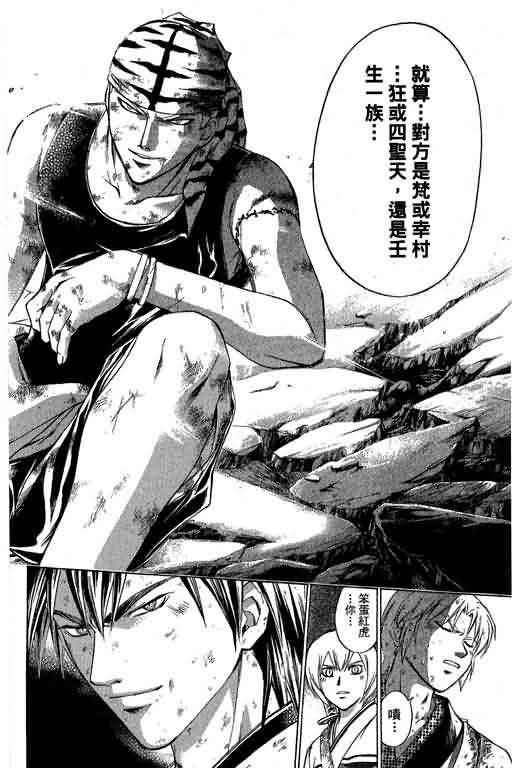 就算…對方是梵或幸村
…狂或四聖天，還是壬
生一族…
笨蛋紅虎
…你…
嘖…